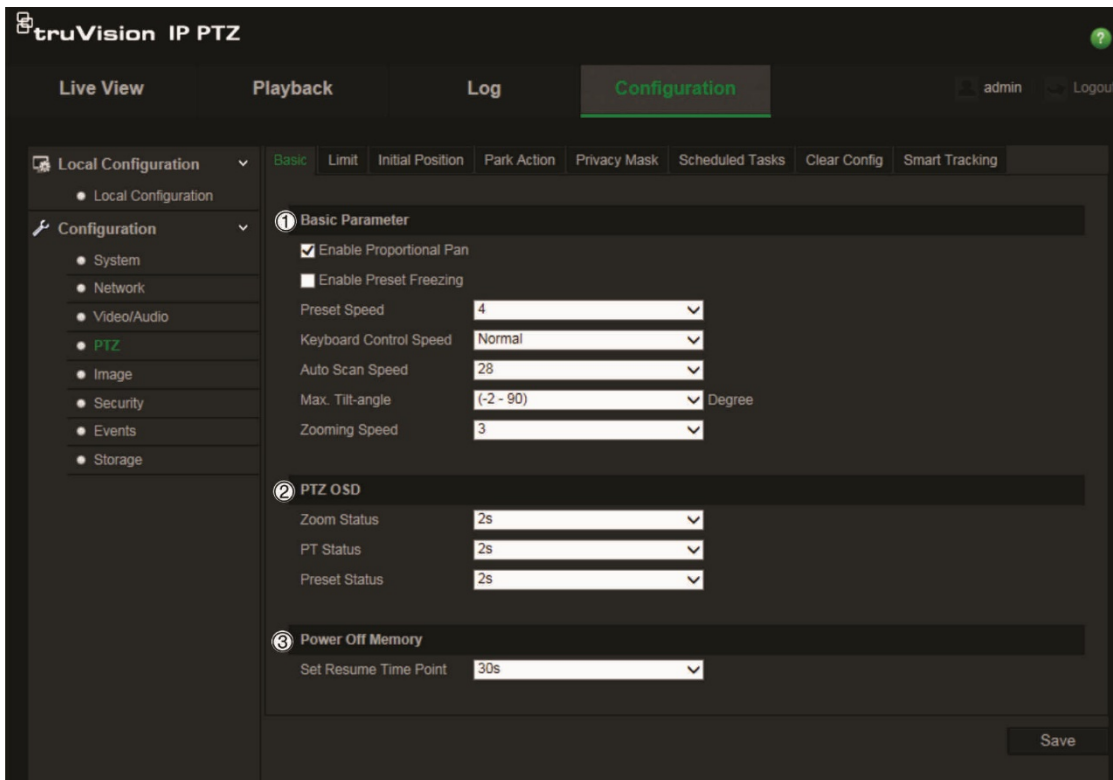 truVision IP PTZ
?
Live View Playback Log Configuration admin Logou
Local Configuration
Local Configuration
Configuration
System
Network
Video/Audio
PTZ
Image
Security
Events
Storage
Basic Limit Initial Position Park Action Privacy Mask Scheduled Tasks Clear Config Smart Tracking
① Basic Parameter
Enable Proportional Pan
Enable Preset Freezing
Preset Speed 4
Keyboard Control Speed Normal
Auto Scan Speed 28
Max. Tilt-angle (-2 - 90) Degree
Zooming Speed 3
② PTZ OSD
Zoom Status 2s
PT Status 2s
Preset Status 2s
③ Power Off Memory
Set Resume Time Point 30s
Save